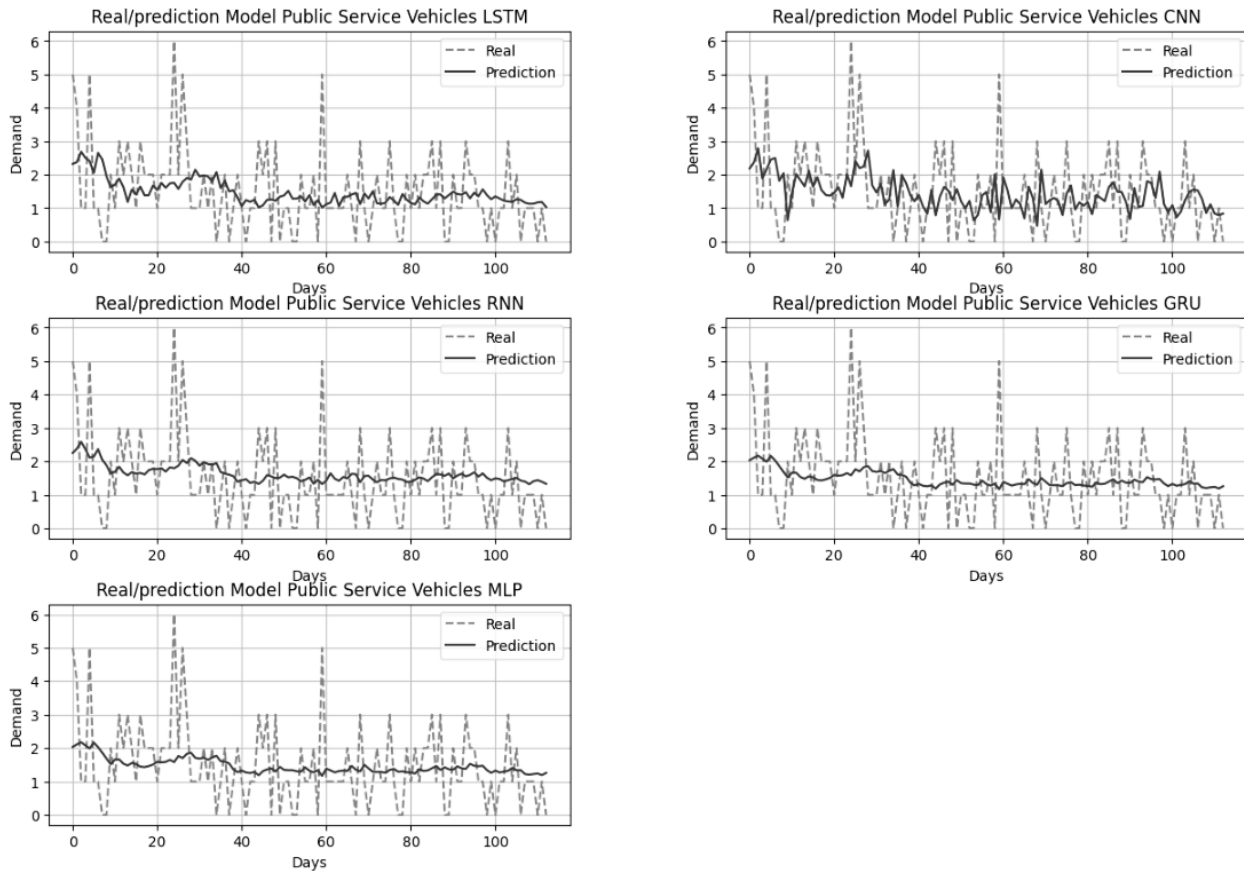 Real/prediction Model Public Service Vehicles LSTM
6
5
4
3
2
1
0
Demand
Real
Prediction
0 20 40 60 80 100
Days
Real/prediction Model Public Service Vehicles CNN
6
5
4
3
2
1
0
Demand
Real
Prediction
0 20 40 60 80 100
Days
Real/prediction Model Public Service Vehicles RNN
6
5
4
3
2
1
0
Demand
Real
Prediction
0 20 40 60 80 100
Days
Real/prediction Model Public Service Vehicles GRU
6
5
4
3
2
1
0
Demand
Real
Prediction
0 20 40 60 80 100
Days
Real/prediction Model Public Service Vehicles MLP
6
5
4
3
2
1
0
Demand
Real
Prediction
0 20 40 60 80 100
Days